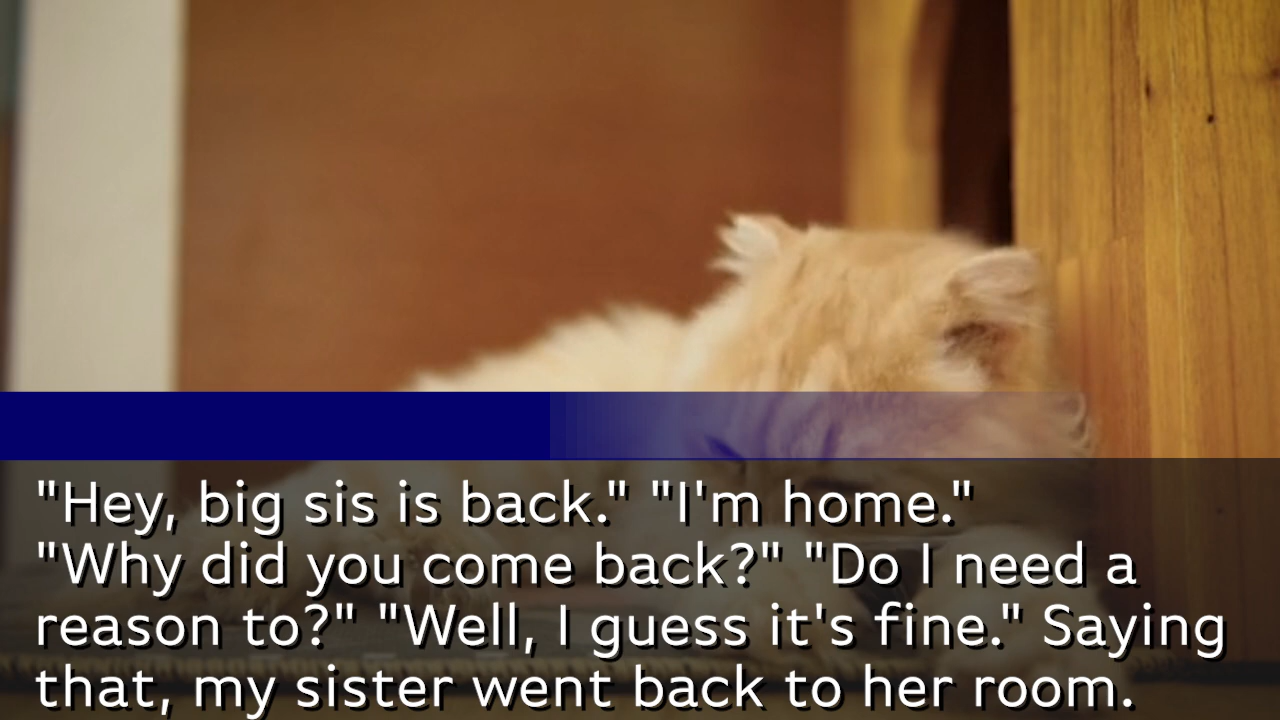 "Hey, big sis is back." "I'm home."
"Why did you come back?" "Do I need a
reason to?" "Well, I guess it's fine." Saying
that, my sister went back to her room.